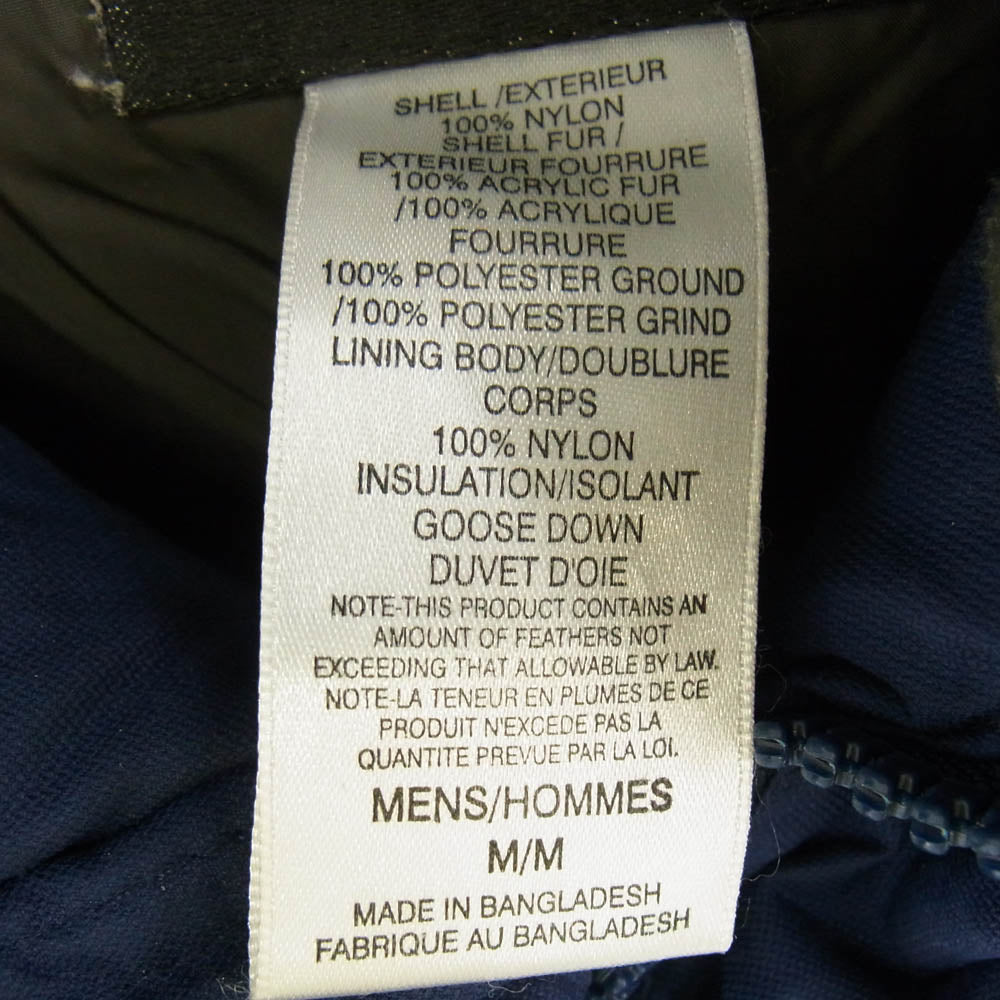 SHELL /EXTERIEUR
100% NYLON
SHELL FUR /
EXTERIEUR FOURRURE
100% ACRYLIC FUR
/100% ACRYLIQUE
FOURRURE
100% POLYESTER GROUND
/100% POLYESTER GRIND
LINING BODY/DOUBLURE
CORPS
100% NYLON
INSULATION/ISOLANT
GOOSE DOWN
DUVET D'OIE
NOTE-THIS PRODUCT CONTAINS AN
AMOUNT OF FEATHERS NOT
EXCEEDING THAT ALLOWABLE BY LAW.
NOTE-LA TENEUR EN PLUMES DE CE
PRODUIT N'EXCEDE PAS LA
QUANTITE PREVUE PAR LA LOI.
MENS/HOMMES
M/M
MADE IN BANGLADESH
FABRIQUE AU BANGLADESH